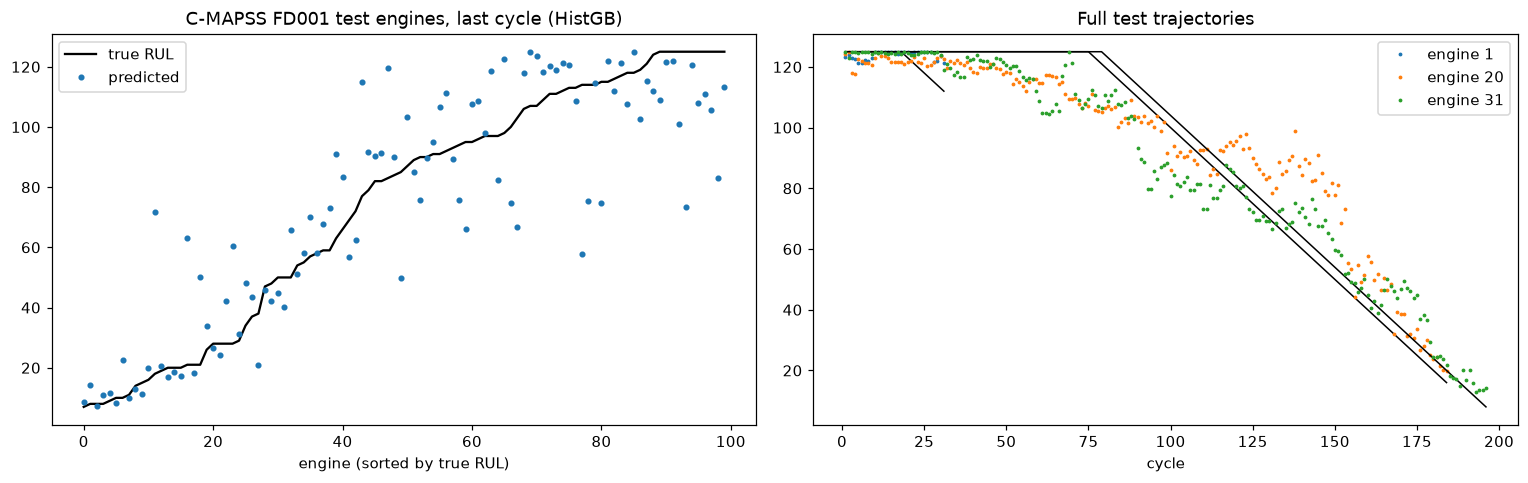 C-MAPSS FD001 test engines, last cycle (HistGB)
true RUL
predicted
120
100
80
60
40
20
0 20 40 60 80 100
engine (sorted by true RUL)
Full test trajectories
engine 1
engine 20
engine 31
120
100
80
60
40
20
0 25 50 75 100 125 150 175 200
cycle